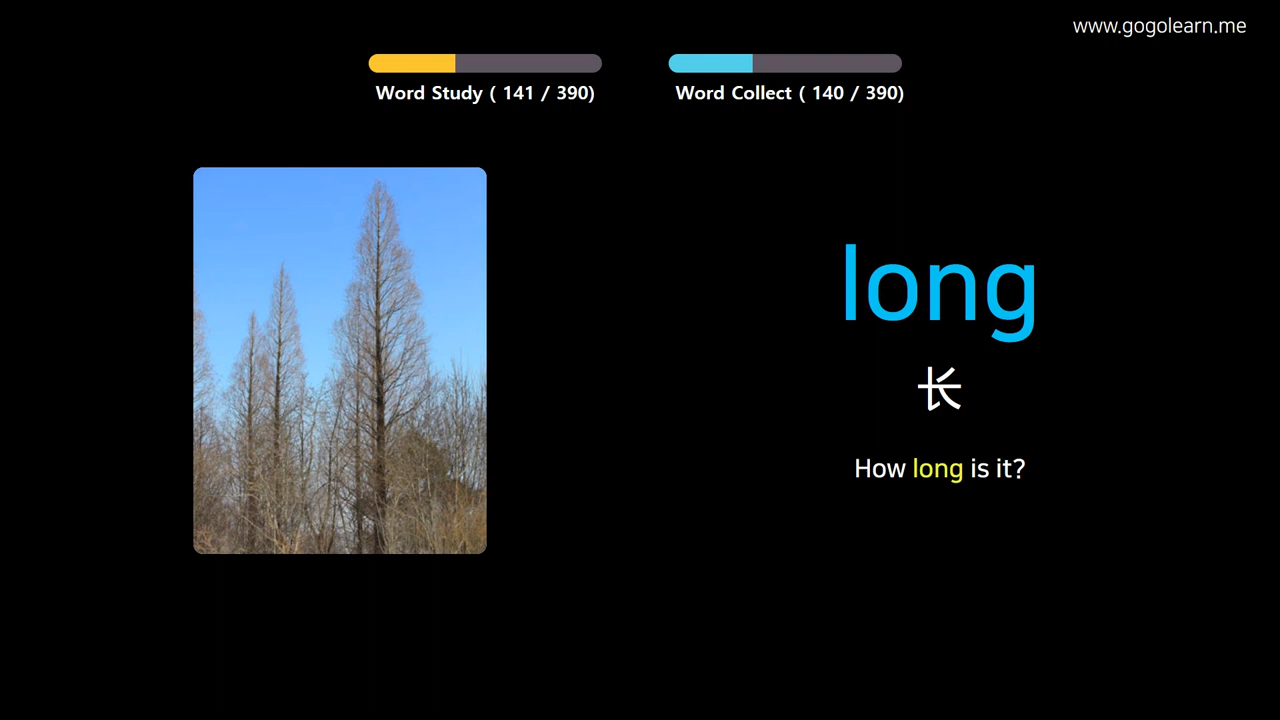 www.gogolearn.me
Word Study ( 141 / 390)
Word Collect ( 140 / 390)
long
长
How long is it?